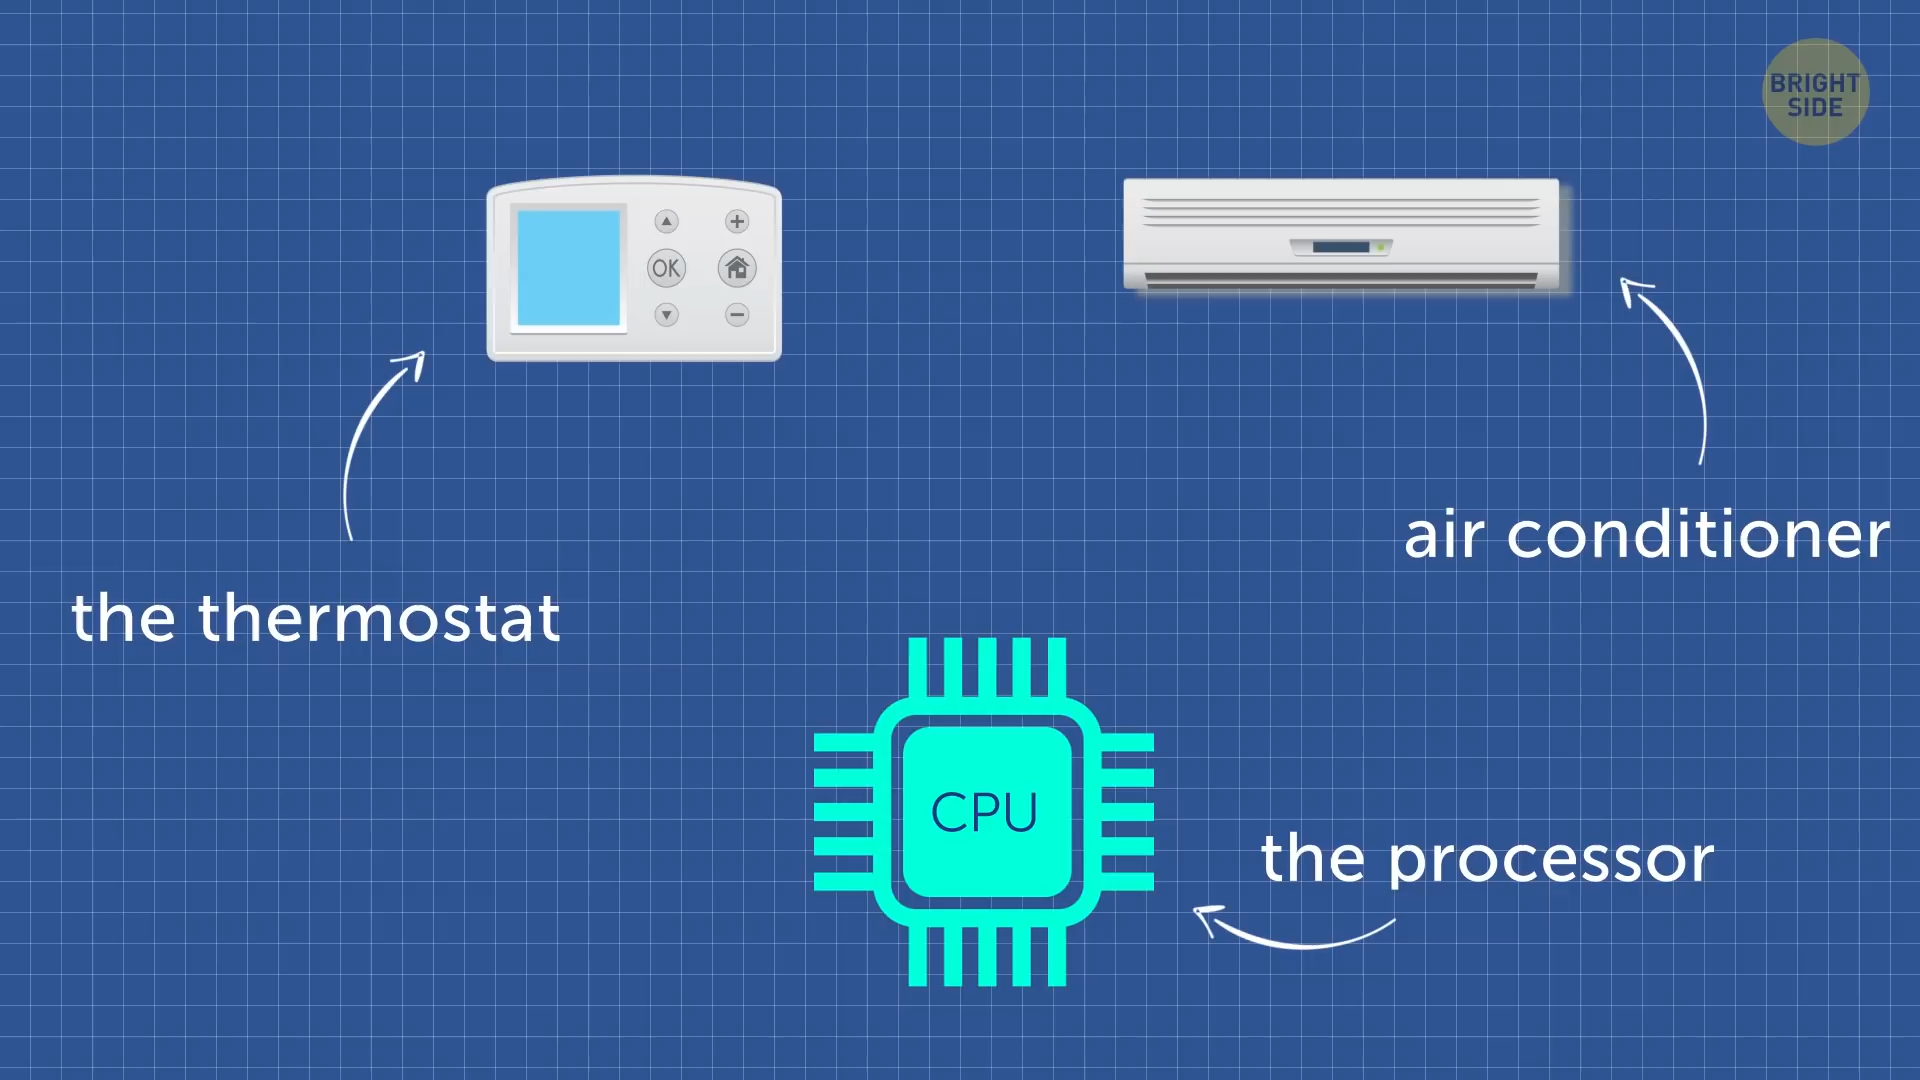 BRIGHT
SIDE
OK
air conditioner
the thermostat
CPU
the processor